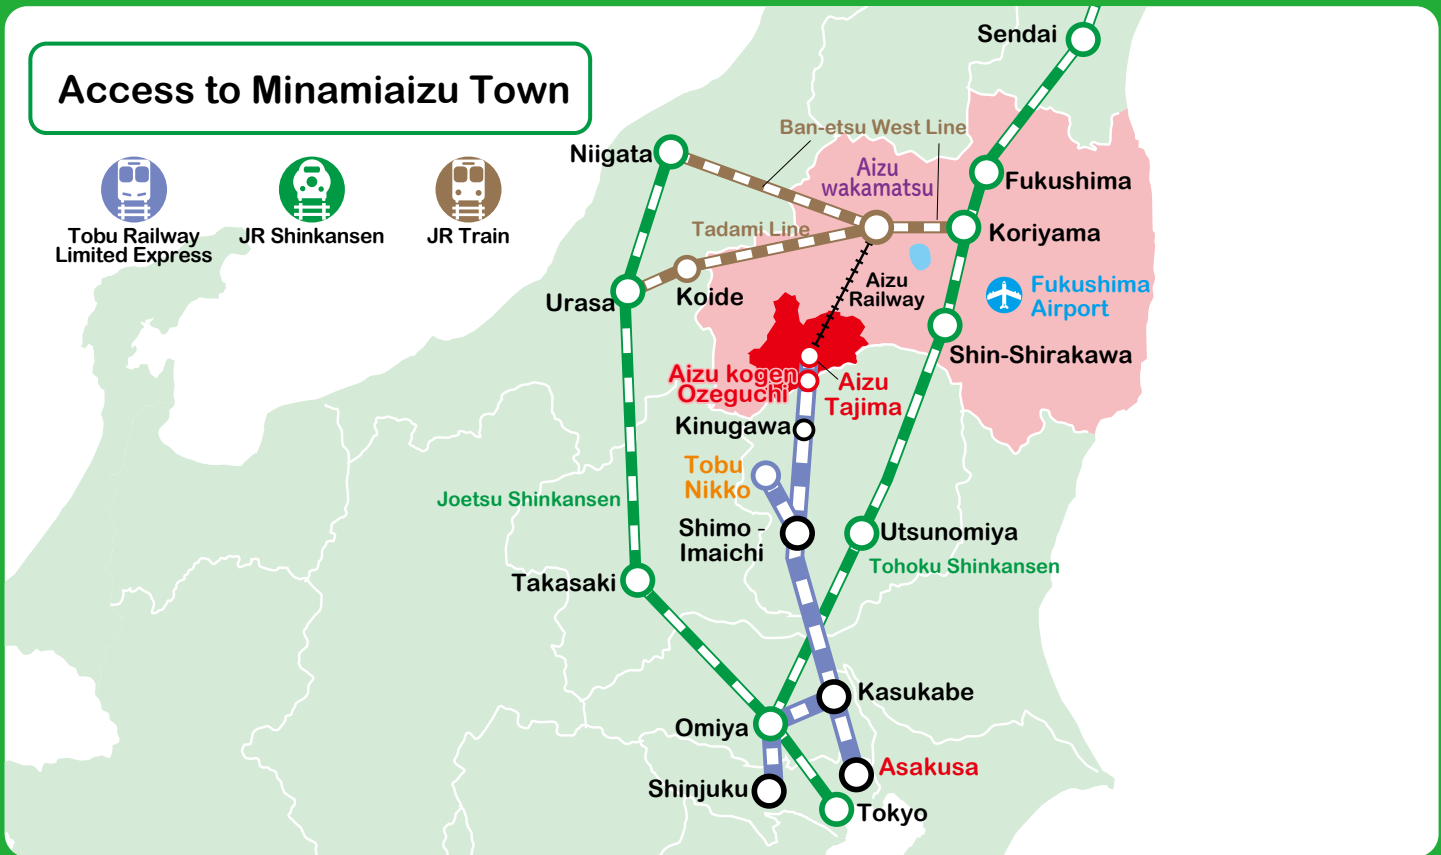 Access to Minamiaizu Town
Tobu Railway
Limited Express
JR Shinkansen
JR Train
Sendai
Ban-etsu West Line
Niigata
Aizu
wakamatsu
Fukushima
Tadami Line
Koriyama
Koide
Urasa
Aizu
Railway
Fukushima
Airport
Shin-Shirakawa
Aizu kogen
Ozeguchi
Aizu
Tajima
Kinugawa
Tobu
Nikko
Joetsu Shinkansen
Shimo -
Imaichi
Utsunomiya
Tohoku Shinkansen
Takasaki
Kasukabe
Omiya
Asakusa
Shinjuku
Tokyo